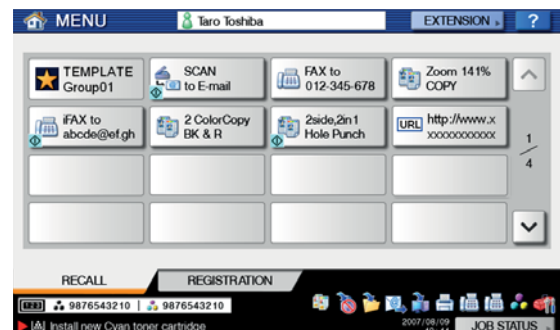 MENU
Taro Toshiba
EXTENSION
?
TEMPLATE
Group01
SCAN
to E-mail
FAX to
012-345-678
Zoom 141%
COPY
iFAX to
abcde@ef.gh
2 ColorCopy
BK & R
2side,2in1
Hole Punch
URL
http://www.x
xxxxxxxxxxx
1
4
RECALL
REGISTRATION
123
9876543210
9876543210
Install new Cyan toner cartridge
2007/08/09
JOB STATUS